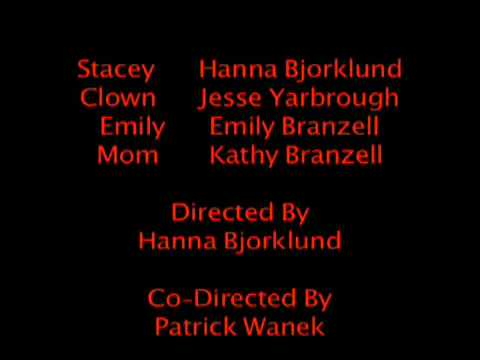 Stacey Hanna Bjorklund
Clown Jesse Yarbrough
Emily Emily Branzell
Mom Kathy Branzell
Directed By
Hanna Bjorklund
Co-Directed By
Patrick Wanek